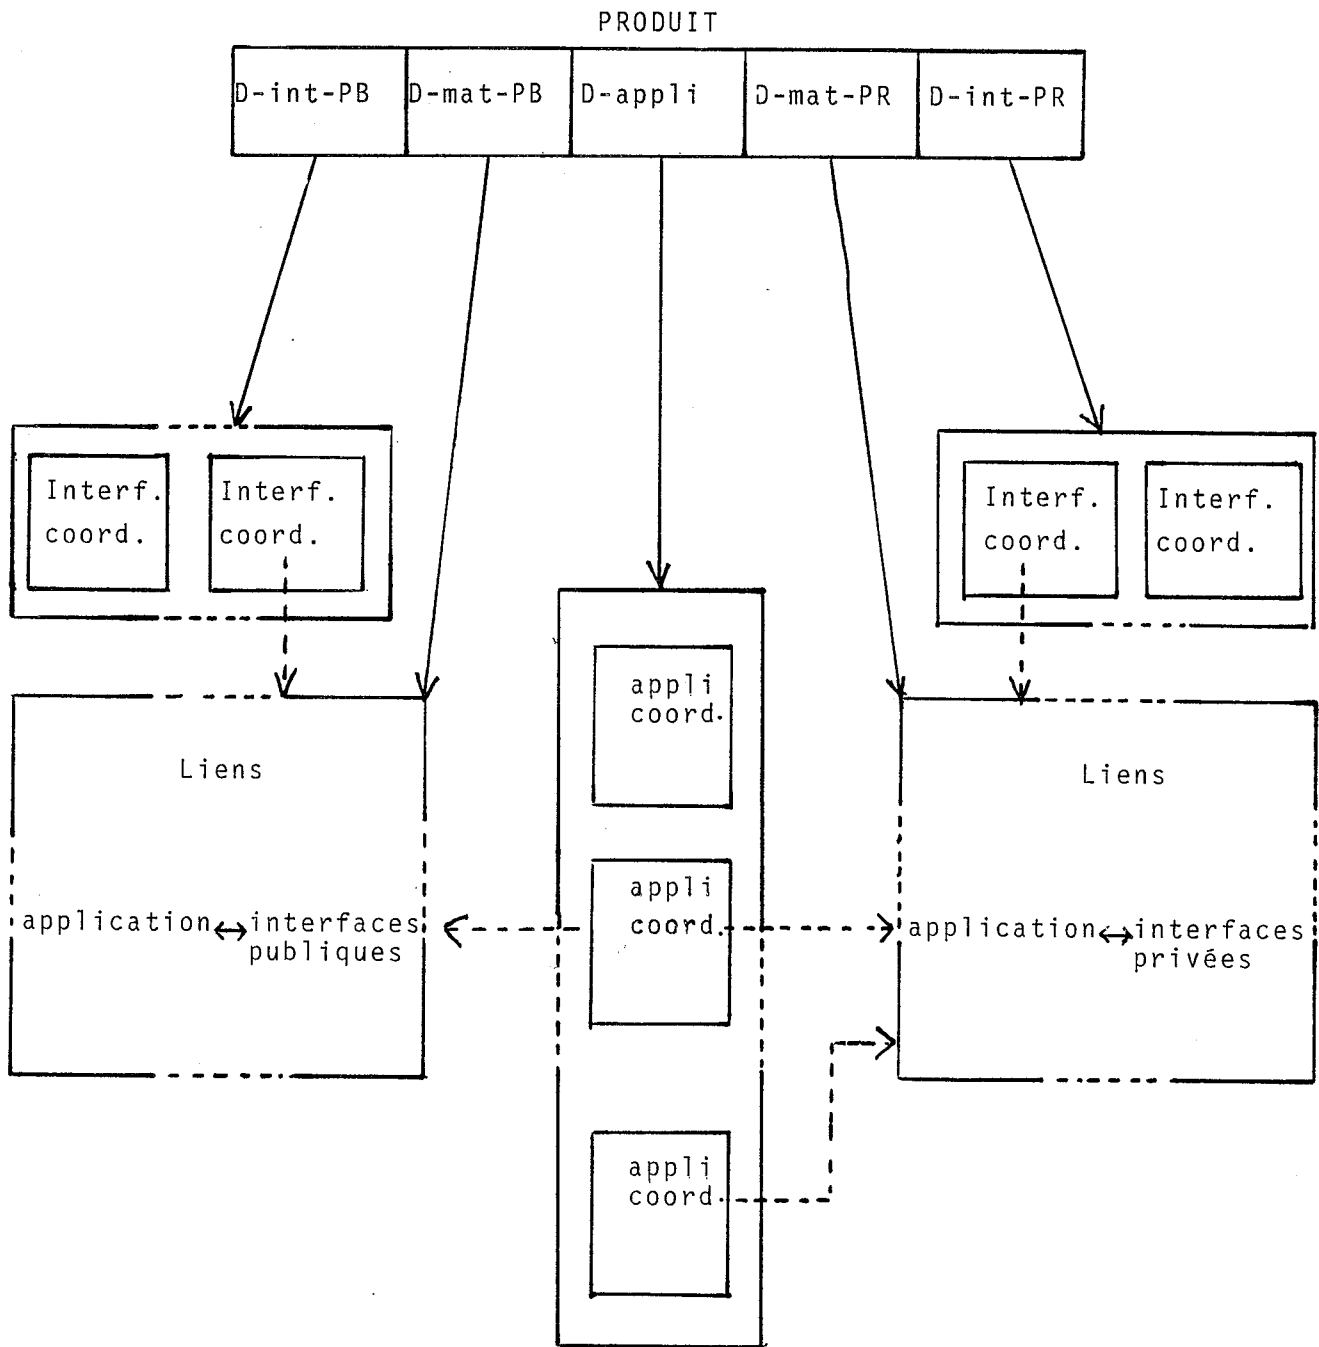 PRODUIT
D-int-PB D-mat-PB D-appli D-mat-PR D-int-PR
Interf.
coord.
Interf.
coord.
Interf.
coord.
Interf.
coord.
appli
coord.
Liens
application↔interfaces
publiques
appli
coord.
Liens
application↔interfaces
privées
appli
coord